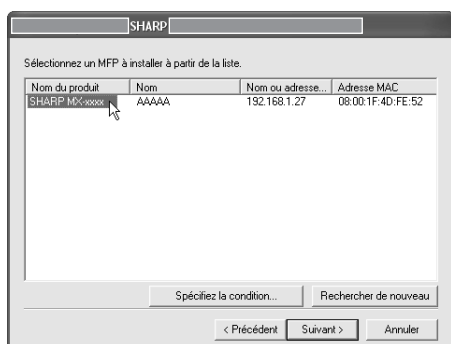 SHARP
Sélectionnez un MFP à installer à partir de la liste.
Nom du produit Nom Nom ou adresse... Adresse MAC
SHARP MX-xxxx AAAAA 192.168.1.27 08:00:1F:4D:FE:52
Spécifiez la condition... Rechercher de nouveau
< Précédent Suivant > Annuler